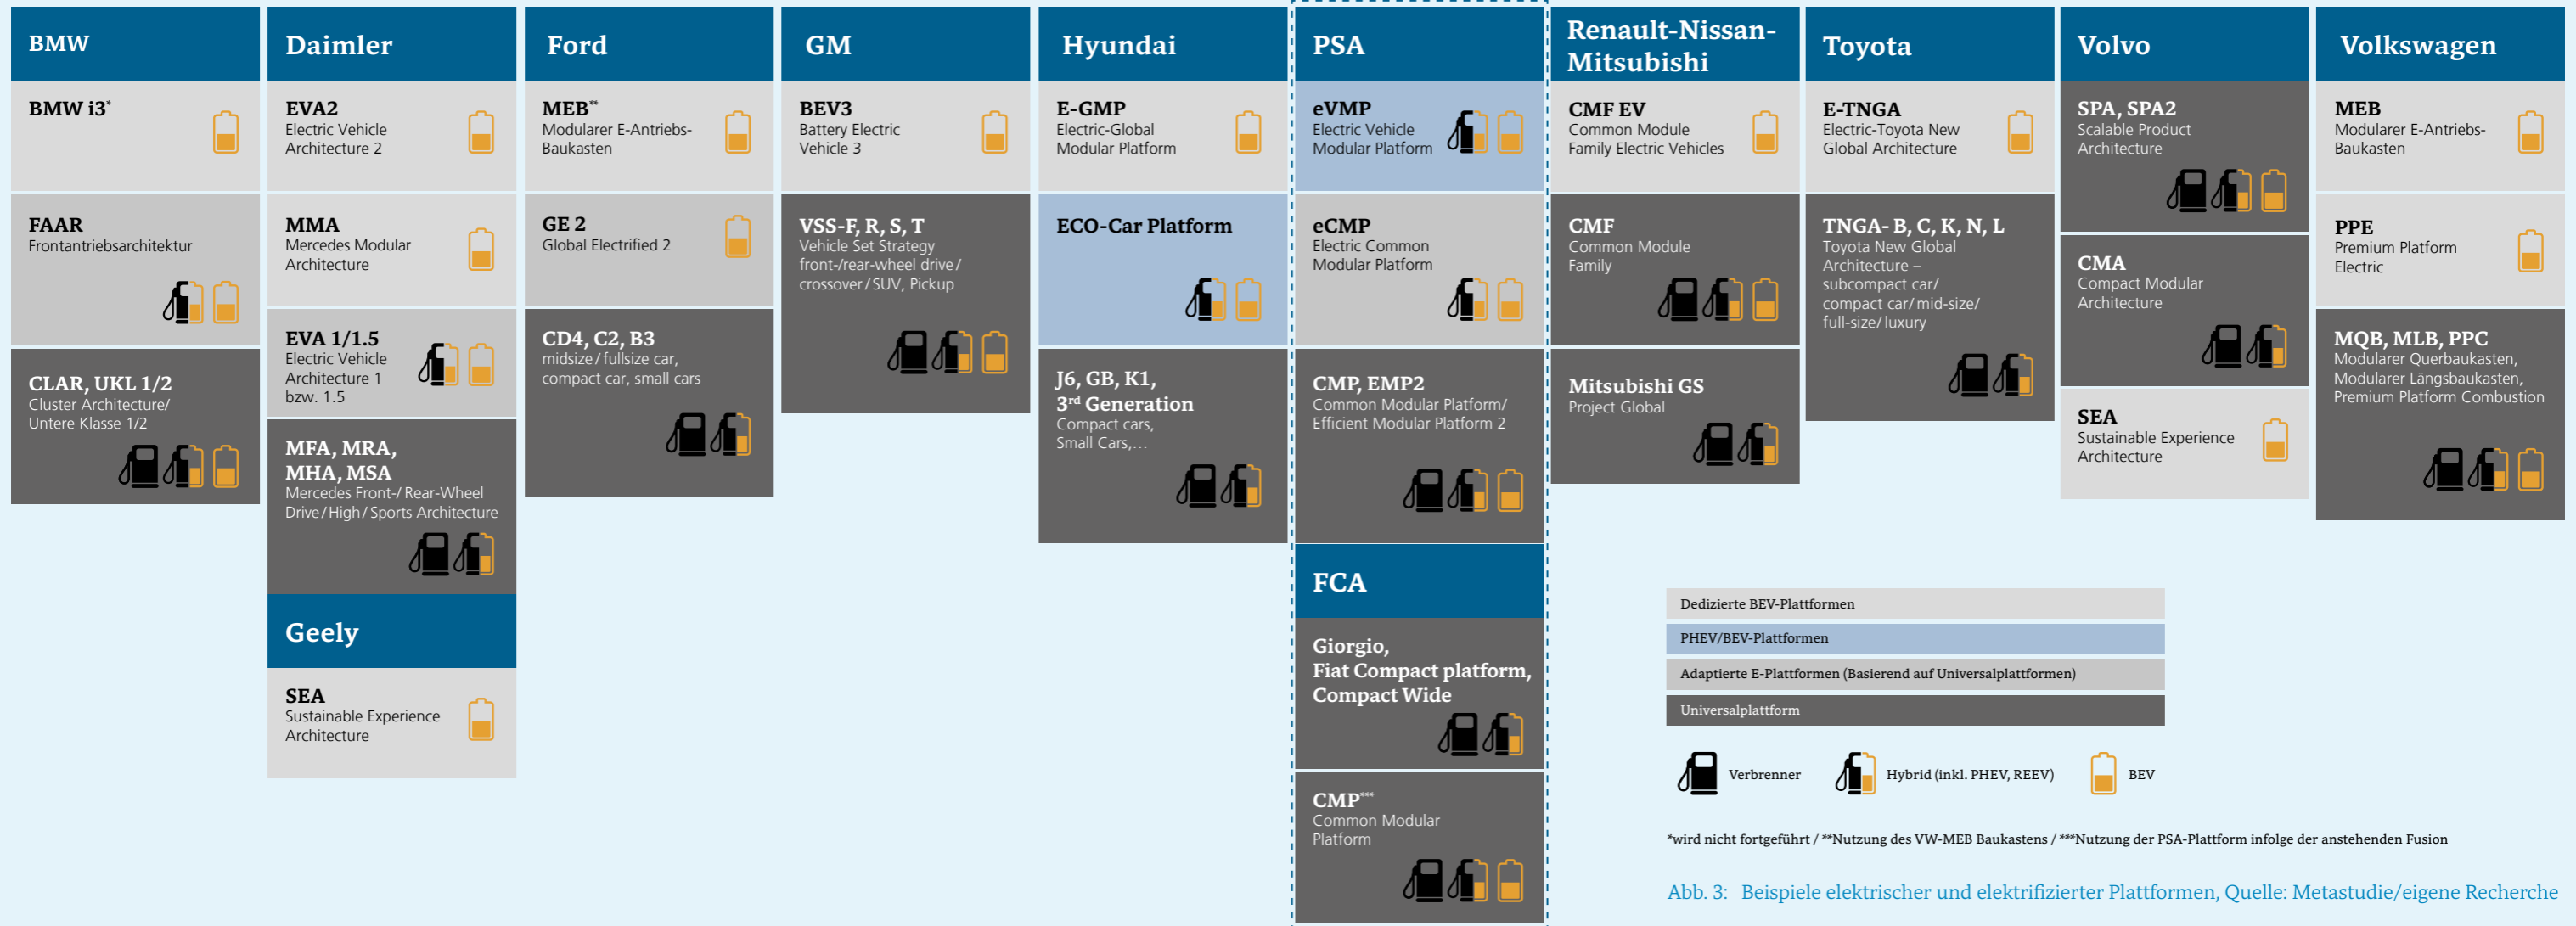 BMW
BMW i3*
FAAR
Frontantriebsarchitektur
CLAR, UKL 1/2
Cluster Architecture/
Untere Klasse 1/2
Daimler
EVA2
Electric Vehicle
Architecture 2
MMA
Mercedes Modular
Architecture
EVA 1/1.5
Electric Vehicle
Architecture 1
bzw. 1.5
MFA, MRA,
MHA, MSA
Mercedes Front-/ Rear-Wheel
Drive / High / Sports Architecture
Geely
SEA
Sustainable Experience
Architecture
Ford
MEB**
Modularer E-Antriebs-
Baukasten
GE 2
Global Electrified 2
CD4, C2, B3
midsize / fullsize car,
compact car, small cars
GM
BEV3
Battery Electric
Vehicle 3
VSS-F, R, S, T
Vehicle Set Strategy
front-/rear-wheel drive /
crossover / SUV, Pickup
Hyundai
E-GMP
Electric-Global
Modular Platform
ECO-Car Platform
J6, GB, K1,
3rd Generation
Compact cars,
Small Cars,…
PSA
eVMP
Electric Vehicle
Modular Platform
eCMP
Electric Common
Modular Platform
CMP, EMP2
Common Modular Platform/
Efficient Modular Platform 2
FCA
Giorgio,
Fiat Compact platform,
Compact Wide
CMP***
Common Modular
Platform
Renault-Nissan-
Mitsubishi
CMF EV
Common Module
Family Electric Vehicles
CMF
Common Module
Family
Mitsubishi GS
Project Global
Toyota
E-TNGA
Electric-Toyota New
Global Architecture
TNGA- B, C, K, N, L
Toyota New Global
Architecture –
subcompact car/
compact car/ mid-size/
full-size/ luxury
Volvo
SPA, SPA2
Scalable Product
Architecture
CMA
Compact Modular
Architecture
SEA
Sustainable Experience
Architecture
Volkswagen
MEB
Modularer E-Antriebs-
Baukasten
PPE
Premium Platform
Electric
MQB, MLB, PPC
Modularer Querbaukasten,
Modularer Längsbaukasten,
Premium Platform Combustion
Dedizierte BEV-Plattformen
PHEV/BEV-Plattformen
Adaptierte E-Plattformen (Basierend auf Universalplattformen)
Universalplattform
Verbrenner
Hybrid (inkl. PHEV, REEV)
BEV
*wird nicht fortgeführt / **Nutzung des VW-MEB Baukastens / ***Nutzung der PSA-Plattform infolge der anstehenden Fusion
Abb. 3: Beispiele elektrischer und elektrifizierter Plattformen, Quelle: Metastudie/eigene Recherche